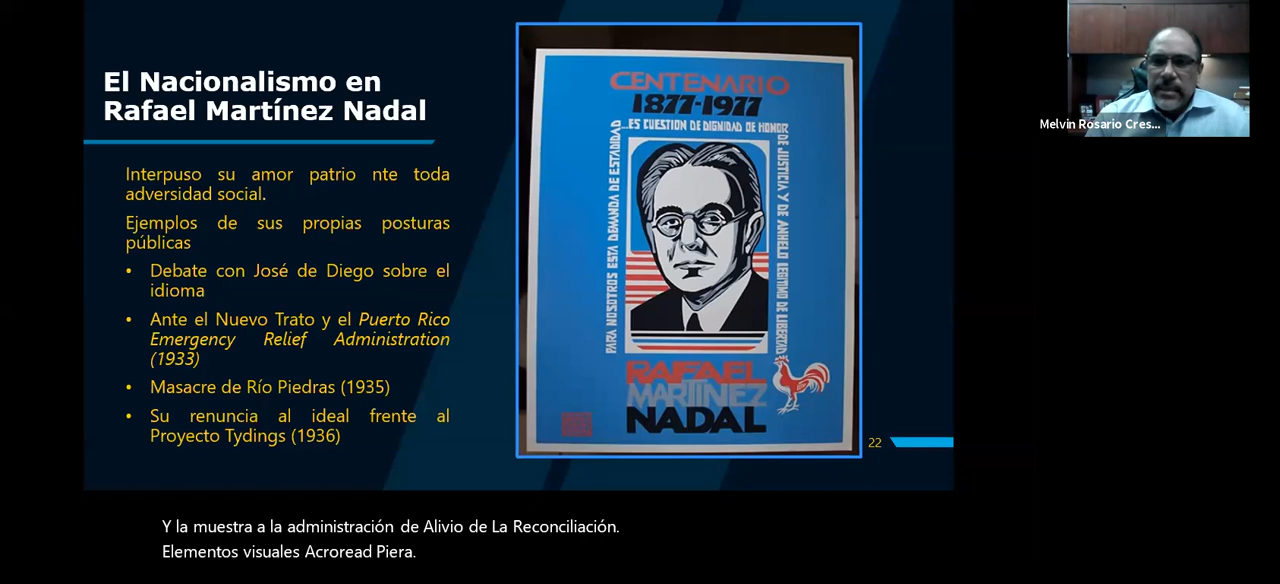 El Nacionalismo en
Rafael Martínez Nadal
Interpuso su amor patrio nte toda
adversidad social.
Ejemplos de sus propias posturas
públicas
• Debate con José de Diego sobre el
idioma
• Ante el Nuevo Trato y el Puerto Rico
Emergency Relief Administration
(1933)
• Masacre de Río Piedras (1935)
• Su renuncia al ideal frente al
Proyecto Tydings (1936)
CENTENARIO
1877-1977
PARA NOSOTROS ESTA DEMANDA DE ESTADIDAD
...ES CUESTION DE DIGNIDAD DE HONOR
DE JUSTICIA Y DE ANHELO LEGITIMO DE LIBERTAD
RAFAEL
MARTINEZ
NADAL
22
Melvin Rosario Cres...
Y la muestra a la administración de Alivio de La Reconciliación.
Elementos visuales Acroread Piera.